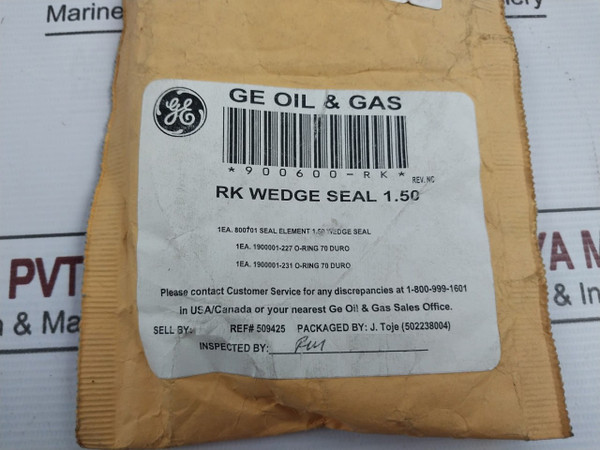 Marine
GE
GE OIL & GAS
*900600-RK*
REV. NC
RK WEDGE SEAL 1.50
1EA. 800701 SEAL ELEMENT 1.50 WEDGE SEAL
1EA. 1900001-227 O-RING 70 DURO
1EA. 1900001-231 O-RING 70 DURO
Please contact Customer Service for any discrepancies at 1-800-999-1601
in USA/Canada or your nearest Ge Oil & Gas Sales Office.
SELL BY: REF# 509425 PACKAGED BY: J. Toje (502238004)
INSPECTED BY:
PVT
YA M
& Ma
& In